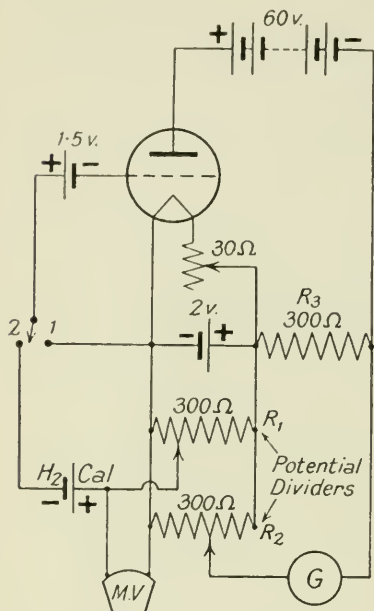 + 60 v. -
1·5 v.
+ -
30Ω
2 v.
- +
R3
300Ω
2 1
300Ω
R1
H2 Cal
- +
Potential
Dividers
300Ω
R2
M.V
G